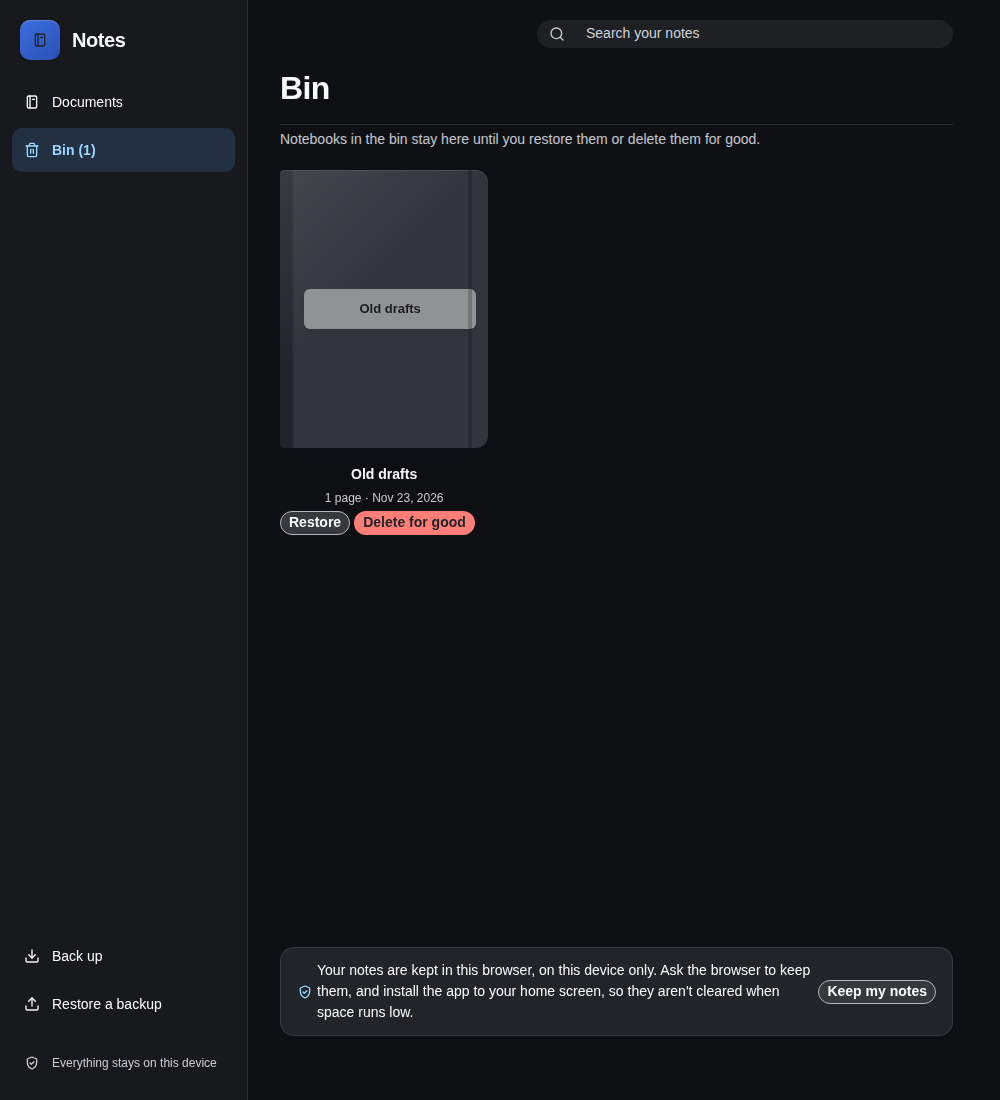 Notes
Search your notes
Documents
Bin (1)
Bin
Notebooks in the bin stay here until you restore them or delete them for good.
Old drafts
Old drafts
1 page · Nov 23, 2026
Restore
Delete for good
Back up
Restore a backup
Everything stays on this device
Your notes are kept in this browser, on this device only. Ask the browser to keep
them, and install the app to your home screen, so they aren't cleared when
space runs low.
Keep my notes